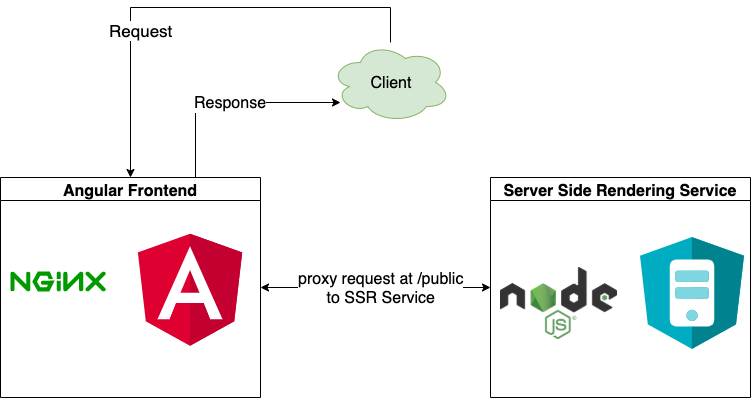 Request
Client
Response
Angular Frontend
Server Side Rendering Service
NGiNX
A
proxy request at /public
to SSR Service
node
JS